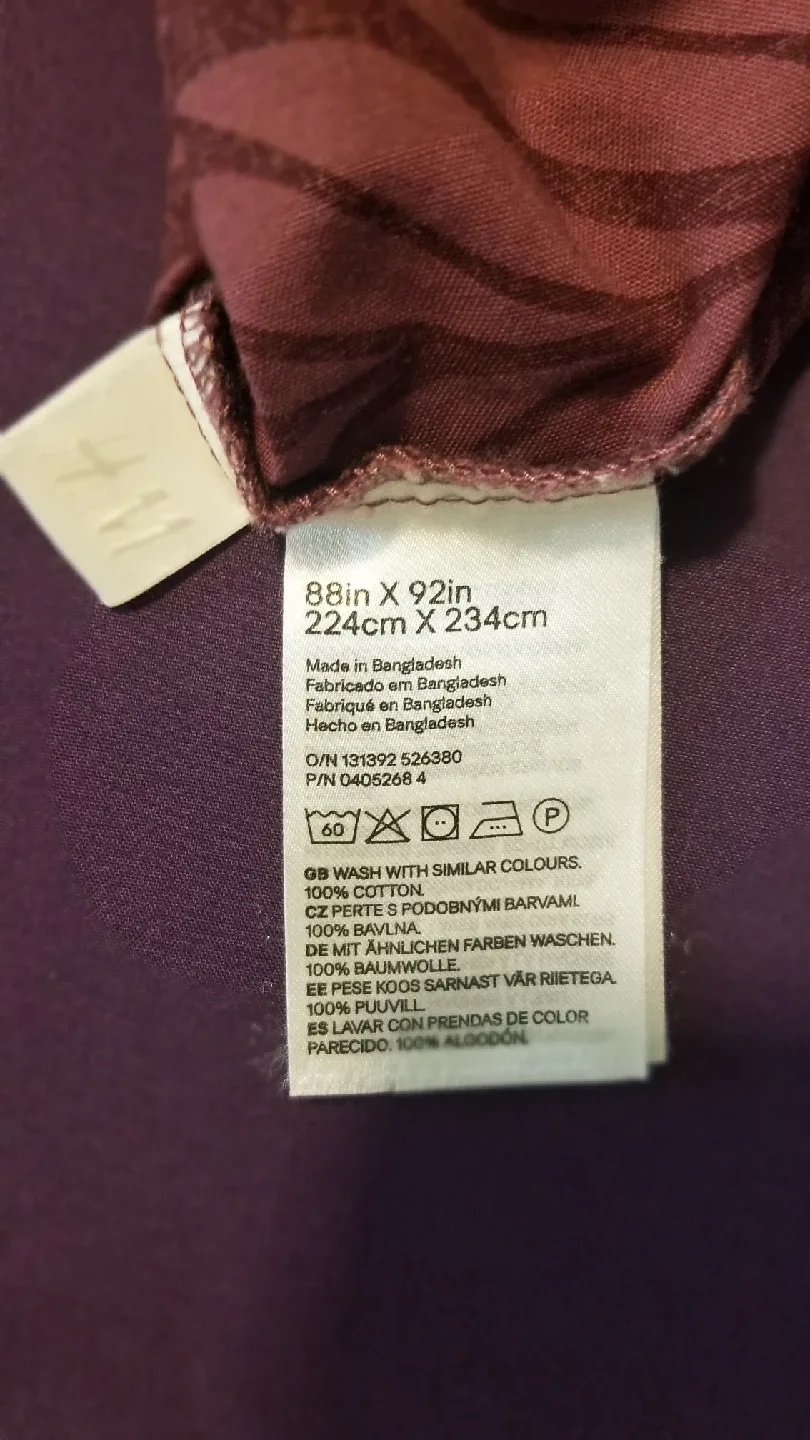 88in X 92in
224cm X 234cm
Made in Bangladesh
Fabricado em Bangladesh
Fabriqué en Bangladesh
Hecho en Bangladesh
O/N 131392 526380
P/N 0405268 4
60 P
GB WASH WITH SIMILAR COLOURS.
100% COTTON.
CZ PERTE S PODOBNÝMI BARVAMI.
100% BAVLNA.
DE MIT ÄHNLICHEN FARBEN WASCHEN.
100% BAUMWOLLE.
EE PESE KOOS SARNAST VÄRI RIIETEGA.
100% PUUVILL.
ES LAVAR CON PRENDAS DE COLOR
PARECIDO. 100% ALGODÓN.